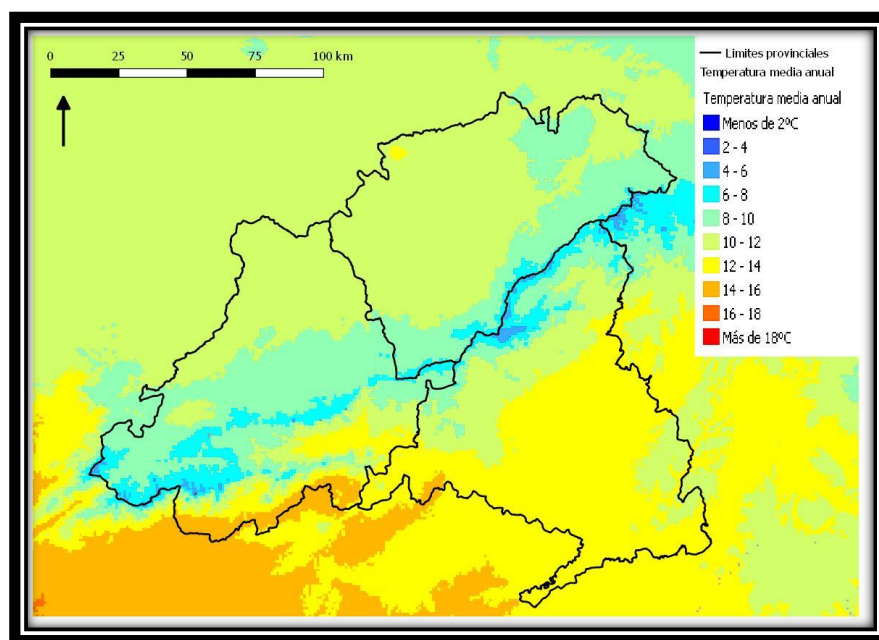 0 25 50 75 100 km
Limites provinciales
Temperatura media anual
Temperatura media anual
Menos de 2ºC
2 - 4
4 - 6
6 - 8
8 - 10
10 - 12
12 - 14
14 - 16
16 - 18
Más de 18ºC